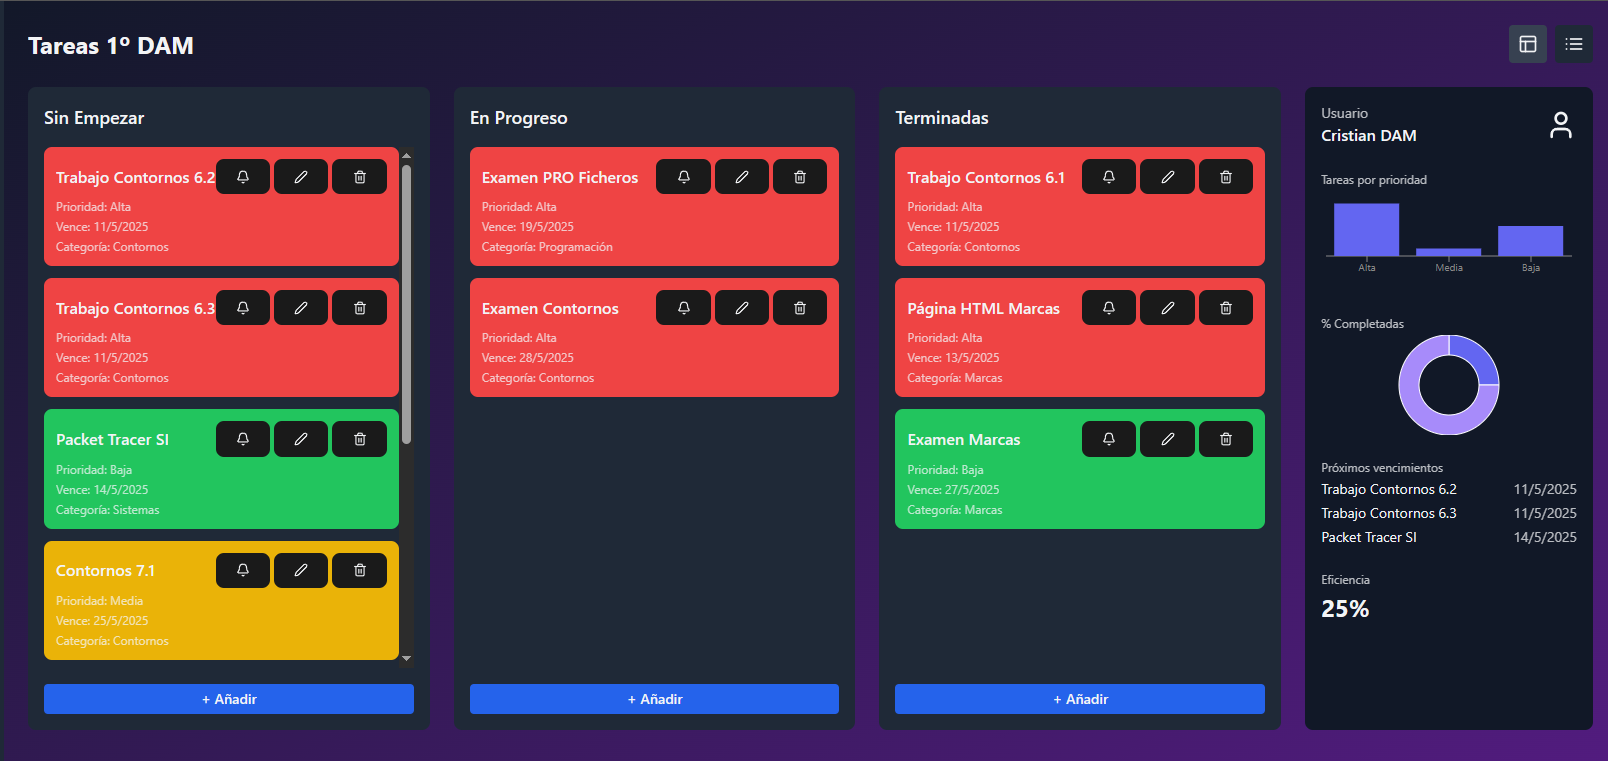 Tareas 1º DAM
Sin Empezar
Trabajo Contornos 6.2
Prioridad: Alta
Vence: 11/5/2025
Categoría: Contornos
Trabajo Contornos 6.3
Prioridad: Alta
Vence: 11/5/2025
Categoría: Contornos
Packet Tracer SI
Prioridad: Baja
Vence: 14/5/2025
Categoría: Sistemas
Contornos 7.1
Prioridad: Media
Vence: 25/5/2025
Categoría: Contornos
+ Añadir
En Progreso
Examen PRO Ficheros
Prioridad: Alta
Vence: 19/5/2025
Categoría: Programación
Examen Contornos
Prioridad: Alta
Vence: 28/5/2025
Categoría: Contornos
+ Añadir
Terminadas
Trabajo Contornos 6.1
Prioridad: Alta
Vence: 11/5/2025
Categoría: Contornos
Página HTML Marcas
Prioridad: Alta
Vence: 13/5/2025
Categoría: Marcas
Examen Marcas
Prioridad: Baja
Vence: 27/5/2025
Categoría: Marcas
+ Añadir
Usuario
Cristian DAM
Tareas por prioridad
Alta Media Baja
% Completadas
Próximos vencimientos
Trabajo Contornos 6.2 11/5/2025
Trabajo Contornos 6.3 11/5/2025
Packet Tracer SI 14/5/2025
Eficiencia
25%